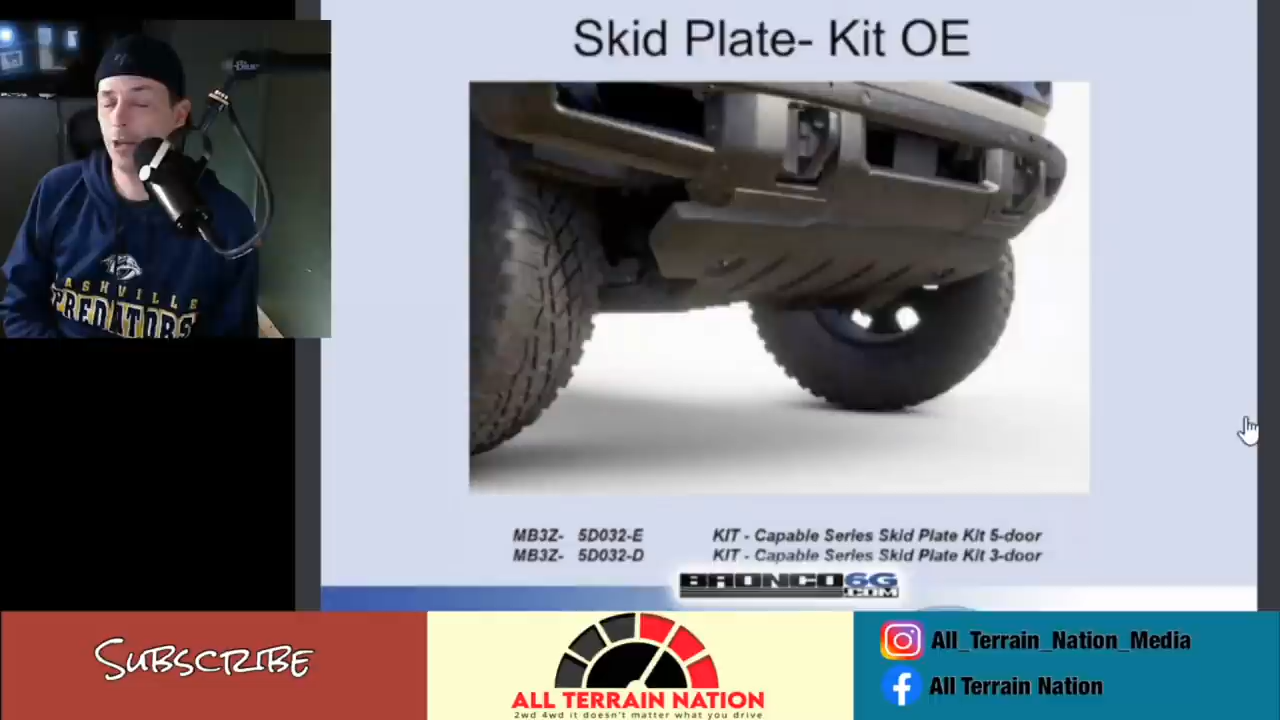 Skid Plate- Kit OE
Blue
NASHVILLE
PREDATORS
MB3Z- 5D032-E KIT - Capable Series Skid Plate Kit 5-door
MB3Z- 5D032-D KIT - Capable Series Skid Plate Kit 3-door
BRONCO6G
.COM
SUBSCRIBE
ALL TERRAIN NATION
2wd 4wd it doesn't matter what you drive
All_Terrain_Nation_Media
All Terrain Nation